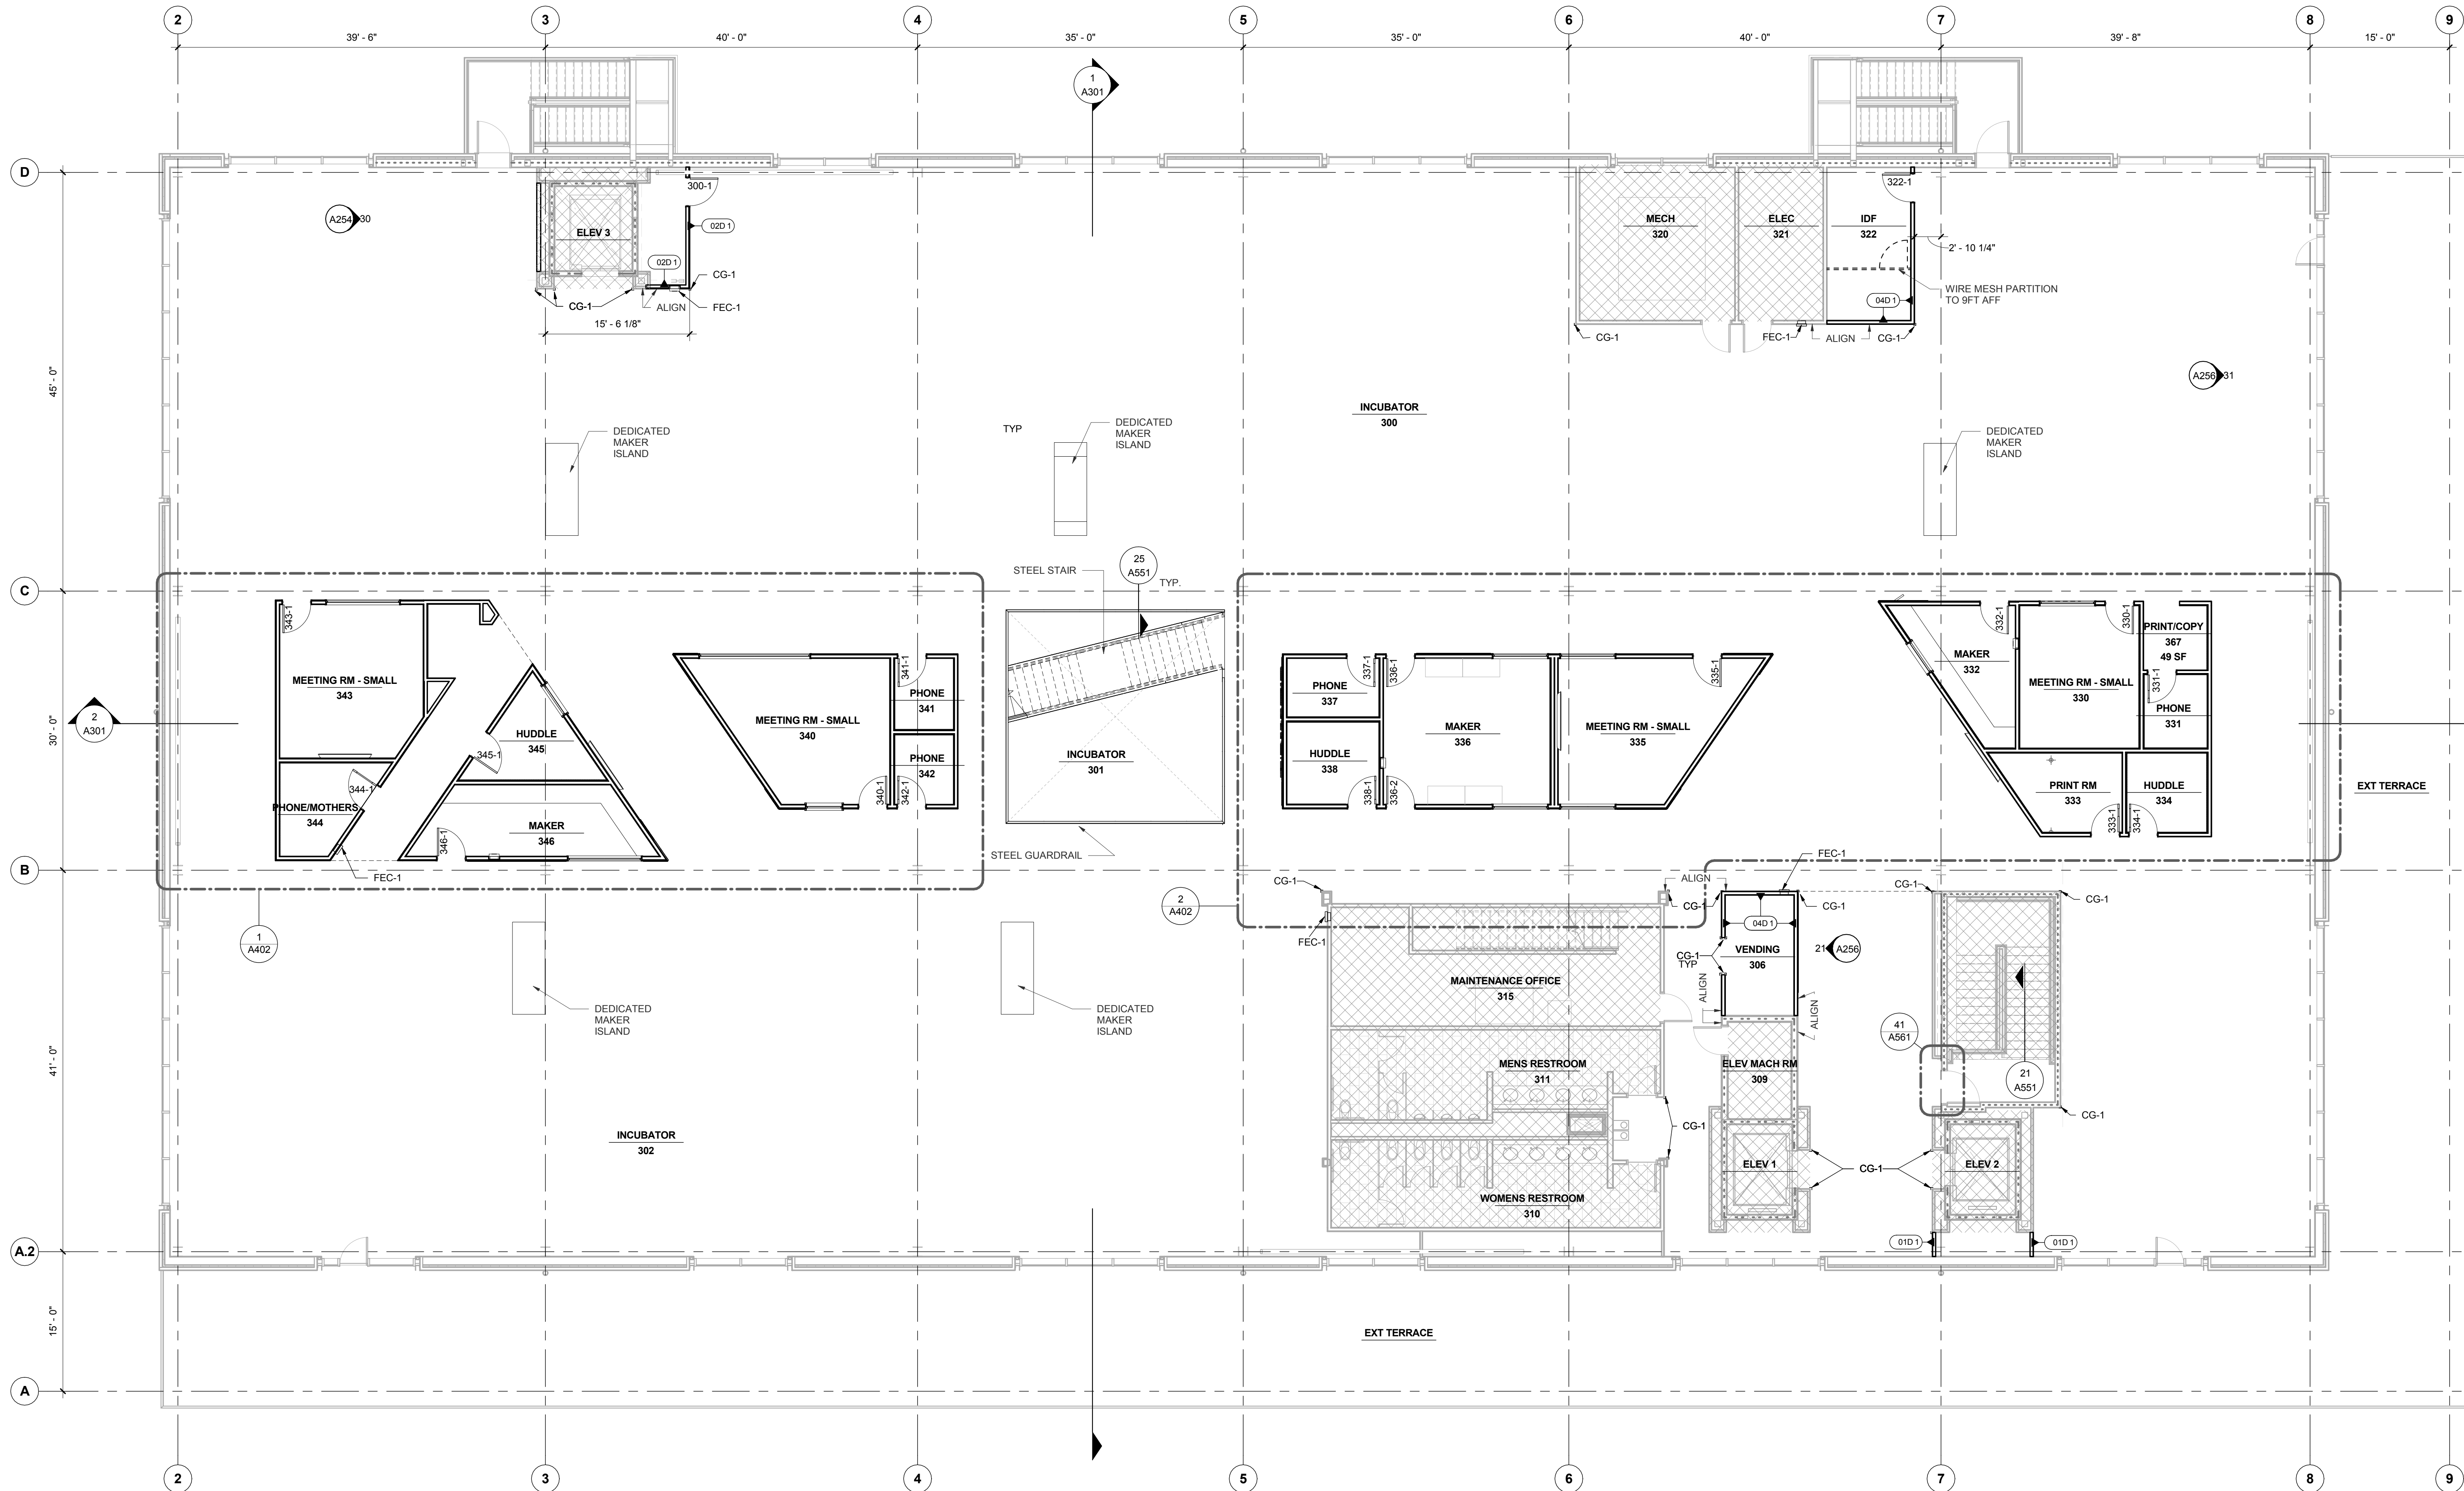 2
3
4
5
6
7
8
9
39' - 6"
40' - 0"
35' - 0"
35' - 0"
40' - 0"
39' - 8"
15' - 0"
1
A301
D
300-1
322-1
A254
30
ELEV 3
02D 1
02D 1
CG-1
CG-1
ALIGN
FEC-1
15' - 6 1/8"
MECH
320
ELEC
321
IDF
322
2' - 10 1/4"
WIRE MESH PARTITION
TO 9FT AFF
04D 1
CG-1
FEC-1
ALIGN
CG-1
A256
31
45' - 0"
INCUBATOR
300
DEDICATED
MAKER
ISLAND
TYP
DEDICATED
MAKER
ISLAND
DEDICATED
MAKER
ISLAND
C
STEEL STAIR
25
A551
TYP.
343-1
MEETING RM - SMALL
343
HUDDLE
345
345-1
344-1
PHONE/MOTHERS
344
346-1
MAKER
346
FEC-1
MEETING RM - SMALL
340
341-1
PHONE
341
PHONE
342
340-1
342-1
INCUBATOR
301
STEEL GUARDRAIL
PHONE
337
337-1
336-1
HUDDLE
338
338-1
336-2
MAKER
336
MEETING RM - SMALL
335
335-1
332-1
MAKER
332
MEETING RM - SMALL
330
330-1
PRINT/COPY
367
49 SF
331-1
PHONE
331
PRINT RM
333
333-1
334-1
HUDDLE
334
EXT TERRACE
2
A301
30' - 0"
B
1
A402
2
A402
CG-1
FEC-1
ALIGN
CG-1
FEC-1
CG-1
04D 1
VENDING
306
CG-1
TYP
ALIGN
ALIGN
21
A256
CG-1
CG-1
MAINTENANCE OFFICE
315
MENS RESTROOM
311
WOMENS RESTROOM
310
CG-1
ELEV MACH RM
309
ELEV 1
CG-1
ELEV 2
41
A561
21
A551
CG-1
01D 1
01D 1
DEDICATED
MAKER
ISLAND
DEDICATED
MAKER
ISLAND
41' - 0"
INCUBATOR
302
A.2
15' - 0"
EXT TERRACE
A
2
3
4
5
6
7
8
9